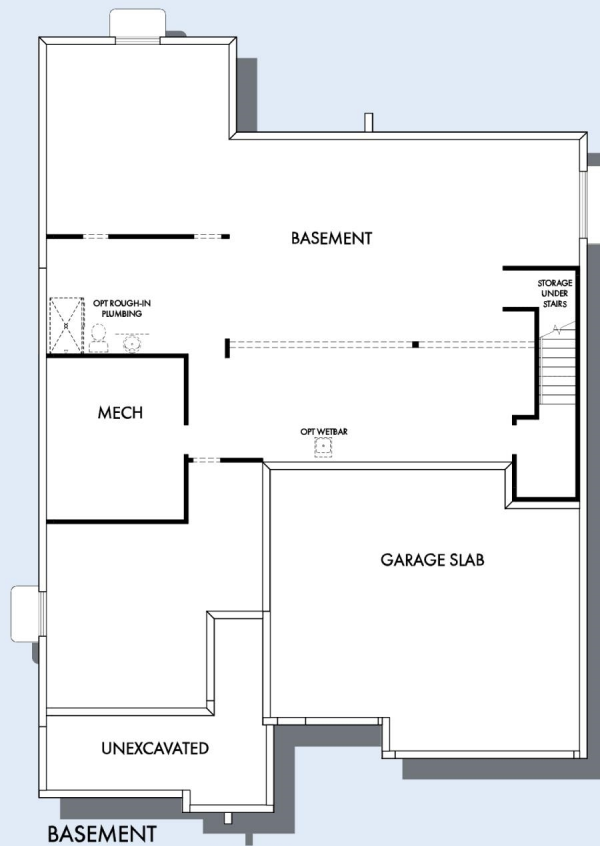 BASEMENT
STORAGE
UNDER
STAIRS
OPT ROUGH-IN
PLUMBING
MECH
OPT WETBAR
GARAGE SLAB
UNEXCAVATED
BASEMENT